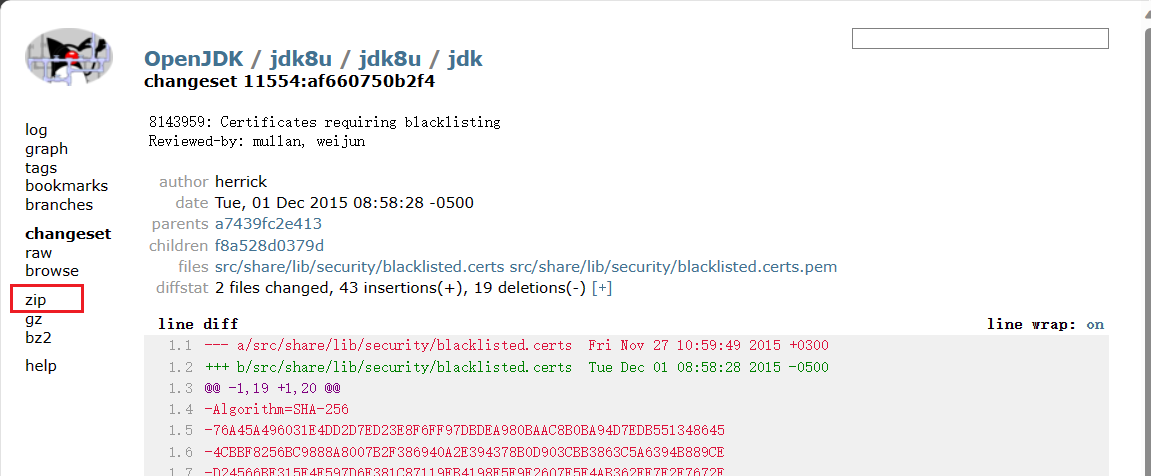 OpenJDK / jdk8u / jdk8u / jdk
changeset 11554:af660750b2f4
log
graph
tags
bookmarks
branches
changeset
raw
browse
zip
gz
bz2
help
8143959: Certificates requiring blacklisting
Reviewed-by: mullan, weijun
author herrick
date Tue, 01 Dec 2015 08:58:28 -0500
parents a7439fc2e413
children f8a528d0379d
files src/share/lib/security/blacklisted.certs src/share/lib/security/blacklisted.certs.pem
diffstat 2 files changed, 43 insertions(+), 19 deletions(-) [+]
line diff line wrap: on
1.1 --- a/src/share/lib/security/blacklisted.certs Fri Nov 27 10:59:49 2015 +0300
1.2 +++ b/src/share/lib/security/blacklisted.certs Tue Dec 01 08:58:28 2015 -0500
1.3 @@ -1,19 +1,20 @@
1.4 -Algorithm=SHA-256
1.5 -76A45A496031E4DD2D7ED23E8F6FF97DBDEA980BAAC8B0BA94D7EDB551348645
1.6 -4CBBF8256BC9888A8007B2F386940A2E394378B0D903CBB3863C5A6394B889CE
1.7